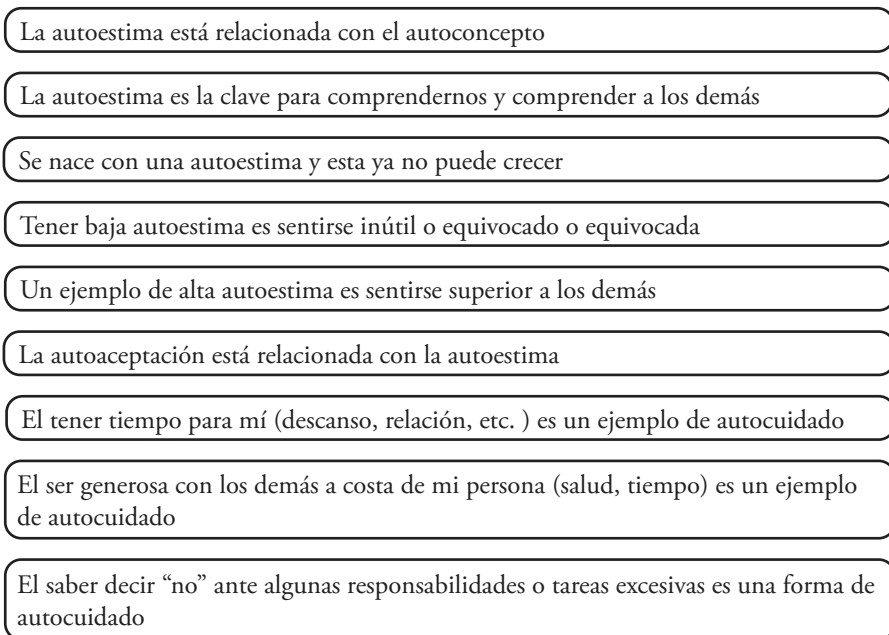 La autoestima está relacionada con el autoconcepto
La autoestima es la clave para comprendernos y comprender a los demás
Se nace con una autoestima y esta ya no puede crecer
Tener baja autoestima es sentirse inútil o equivocado o equivocada
Un ejemplo de alta autoestima es sentirse superior a los demás
La autoaceptación está relacionada con la autoestima
El tener tiempo para mí (descanso, relación, etc. ) es un ejemplo de autocuidado
El ser generosa con los demás a costa de mi persona (salud, tiempo) es un ejemplo
de autocuidado
El saber decir “no” ante algunas responsabilidades o tareas excesivas es una forma de
autocuidado